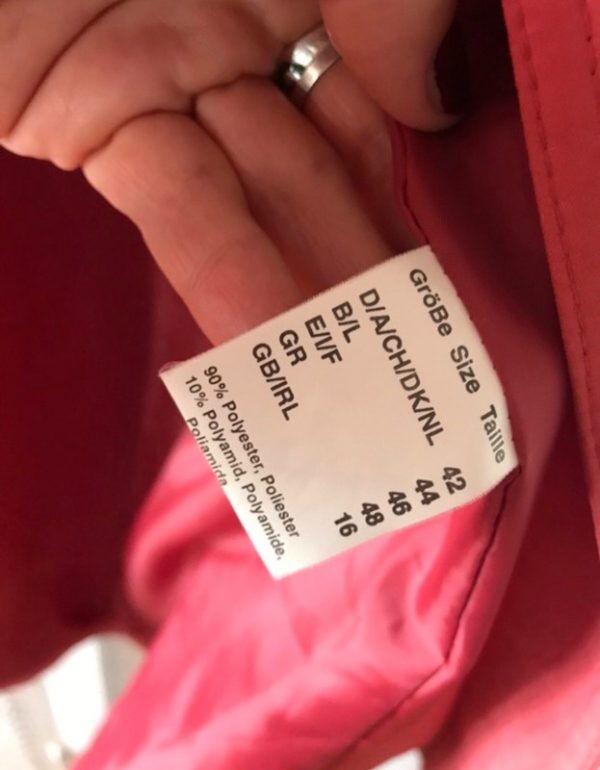 Größe Size Taille
D/A/CH/DK/NL 42
B/L 44
E/I/F 46
GR 48
GB/IRL 16
90% Polyester, Poliester
10% Polyamid, Polyamide,
Poliamida